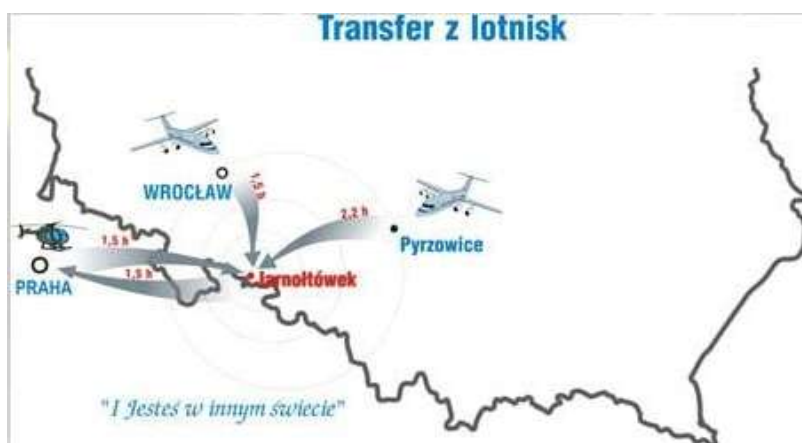 Transfer z lotnisk
WROCŁAW
1,5 h
2,2 h
Pyrzowice
PRAHA
1,5 h
1,5 h
Jarnołtówek
"I Jesteś w innym świecie"